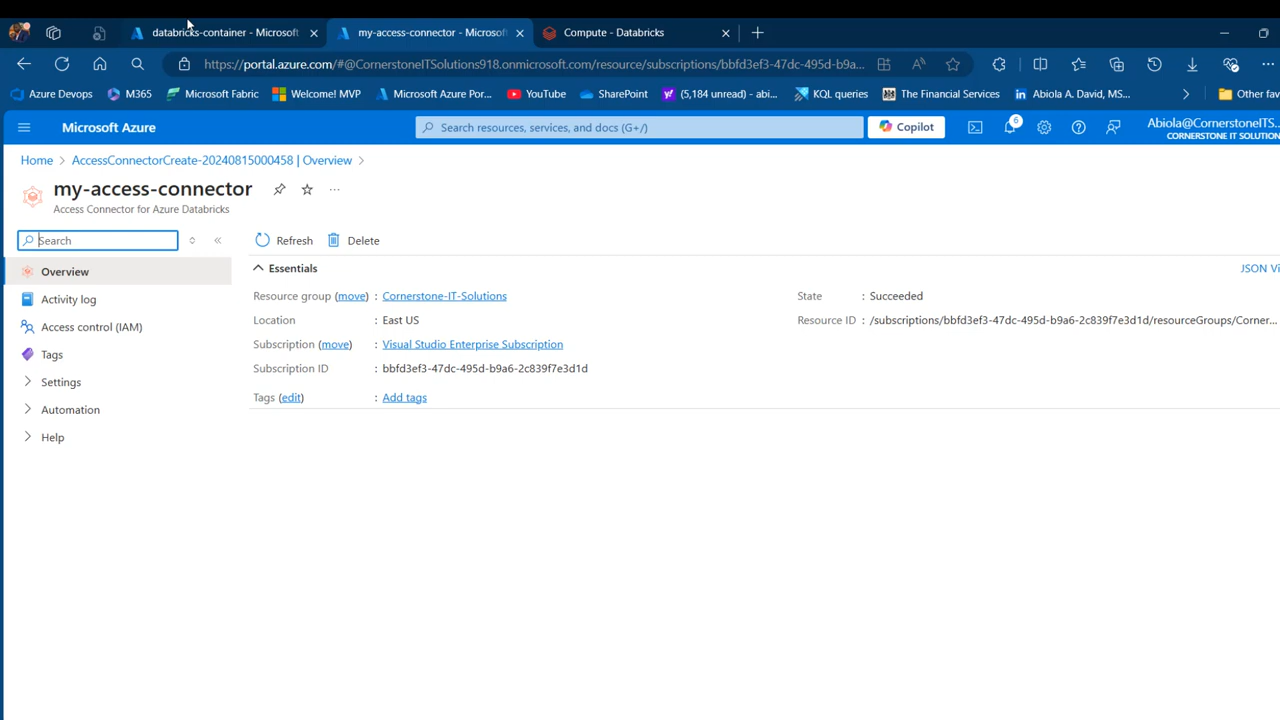 databricks-container - Microsoft
my-access-connector - Microsof
Compute - Databricks
https://portal.azure.com/#@CornerstoneITSolutions918.onmicrosoft.com/resource/subscriptions/bbfd3ef3-47dc-495d-b9a6-2c839f7e3d1d/resourceGroups...
Azure Devops
M365
Microsoft Fabric
Welcome! MVP
Microsoft Azure Por...
YouTube
SharePoint
(5,184 unread) - abi...
KQL queries
The Financial Services
Abiola A. David, MS...
Other fav
Microsoft Azure
Search resources, services, and docs (G+/)
Copilot
6
Abiola@CornerstoneITS...
CORNERSTONE IT SOLUTION
Home > AccessConnectorCreate-20240815000458 | Overview >
my-access-connector
Access Connector for Azure Databricks
Search
Refresh
Delete
Overview
Activity log
Access control (IAM)
Tags
Settings
Automation
Help
Essentials
JSON Vi
Resource group (move) : Cornerstone-IT-Solutions
Location : East US
Subscription (move) : Visual Studio Enterprise Subscription
Subscription ID : bbfd3ef3-47dc-495d-b9a6-2c839f7e3d1d
Tags (edit) : Add tags
State : Succeeded
Resource ID : /subscriptions/bbfd3ef3-47dc-495d-b9a6-2c839f7e3d1d/resourceGroups/Corner...